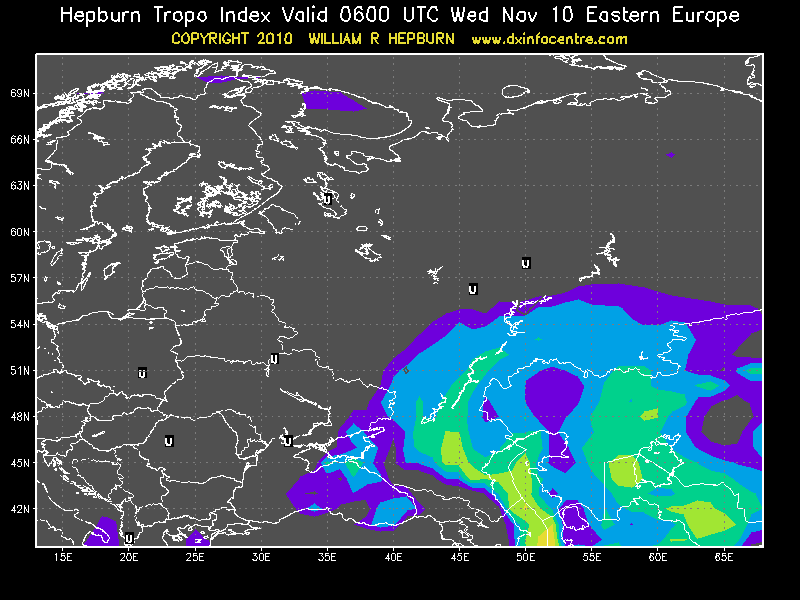 Hepburn Tropo Index Valid 0600 UTC Wed Nov 10 Eastern Europe
COPYRIGHT 2010 WILLIAM R HEPBURN www.dxinfocentre.com
69N
66N
63N
U
60N
U
57N
U
54N
U
51N
U
48N
U
U
45N
42N
U
15E 20E 25E 30E 35E 40E 45E 50E 55E 60E 65E